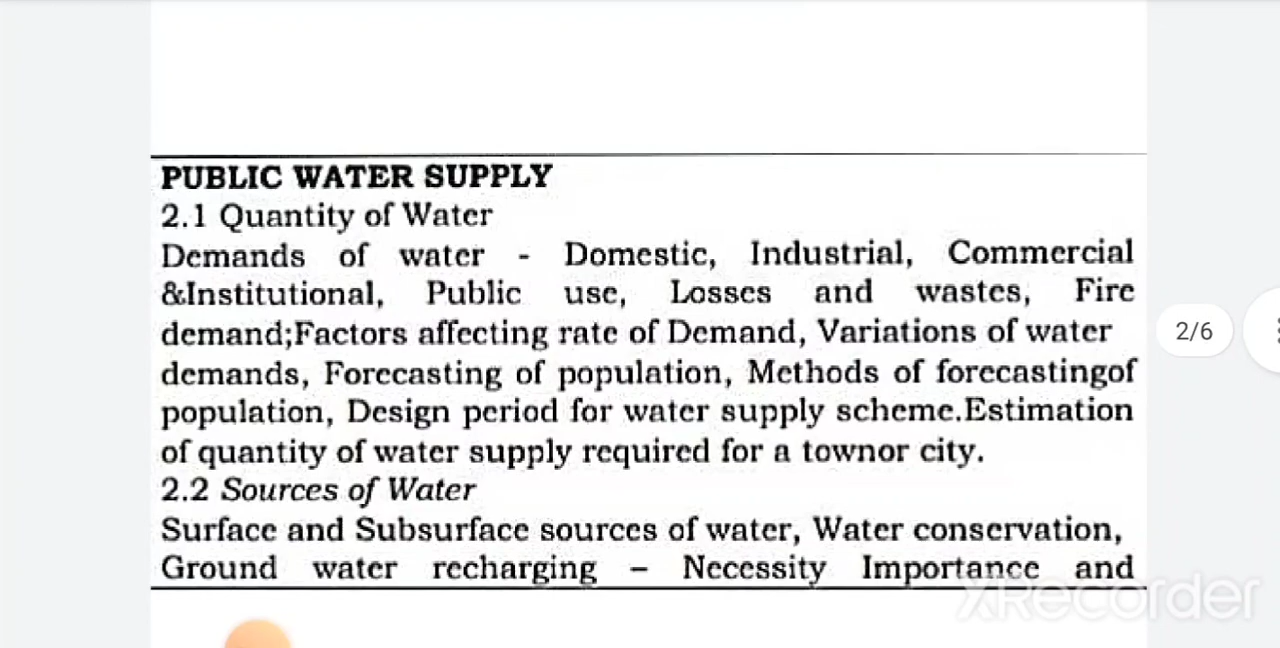 PUBLIC WATER SUPPLY
2.1 Quantity of Water
Demands of water - Domestic, Industrial, Commercial
&Institutional, Public use, Losses and wastes, Fire
demand;Factors affecting rate of Demand, Variations of water
demands, Forecasting of population, Methods of forecastingof
population, Design period for water supply scheme.Estimation
of quantity of water supply required for a townor city.
2.2 Sources of Water
Surface and Subsurface sources of water, Water conservation,
Ground water recharging – Necessity Importance and
2/6
XRecorder